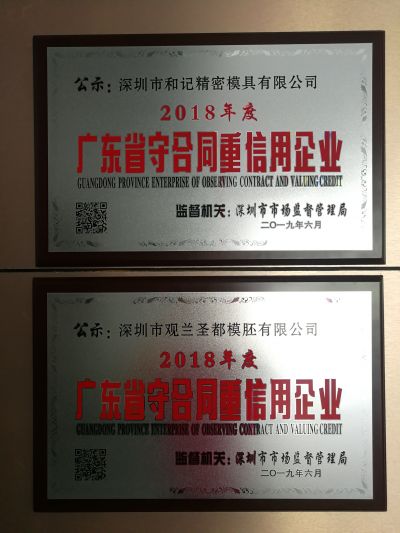 公示：深圳市和记精密模具有限公司
2018年度
广东省守合同重信用企业
GUANGDONG PROVINCE ENTERPRISE OF OBSERVING CONTRACT AND VALUING CREDIT
监督机关：深圳市市场监督管理局
二〇一九年六月
公示：深圳市观兰圣都模胚有限公司
2018年度
广东省守合同重信用企业
GUANGDONG PROVINCE ENTERPRISE OF OBSERVING CONTRACT AND VALUING CREDIT
监督机关：深圳市市场监督管理局
二〇一九年六月